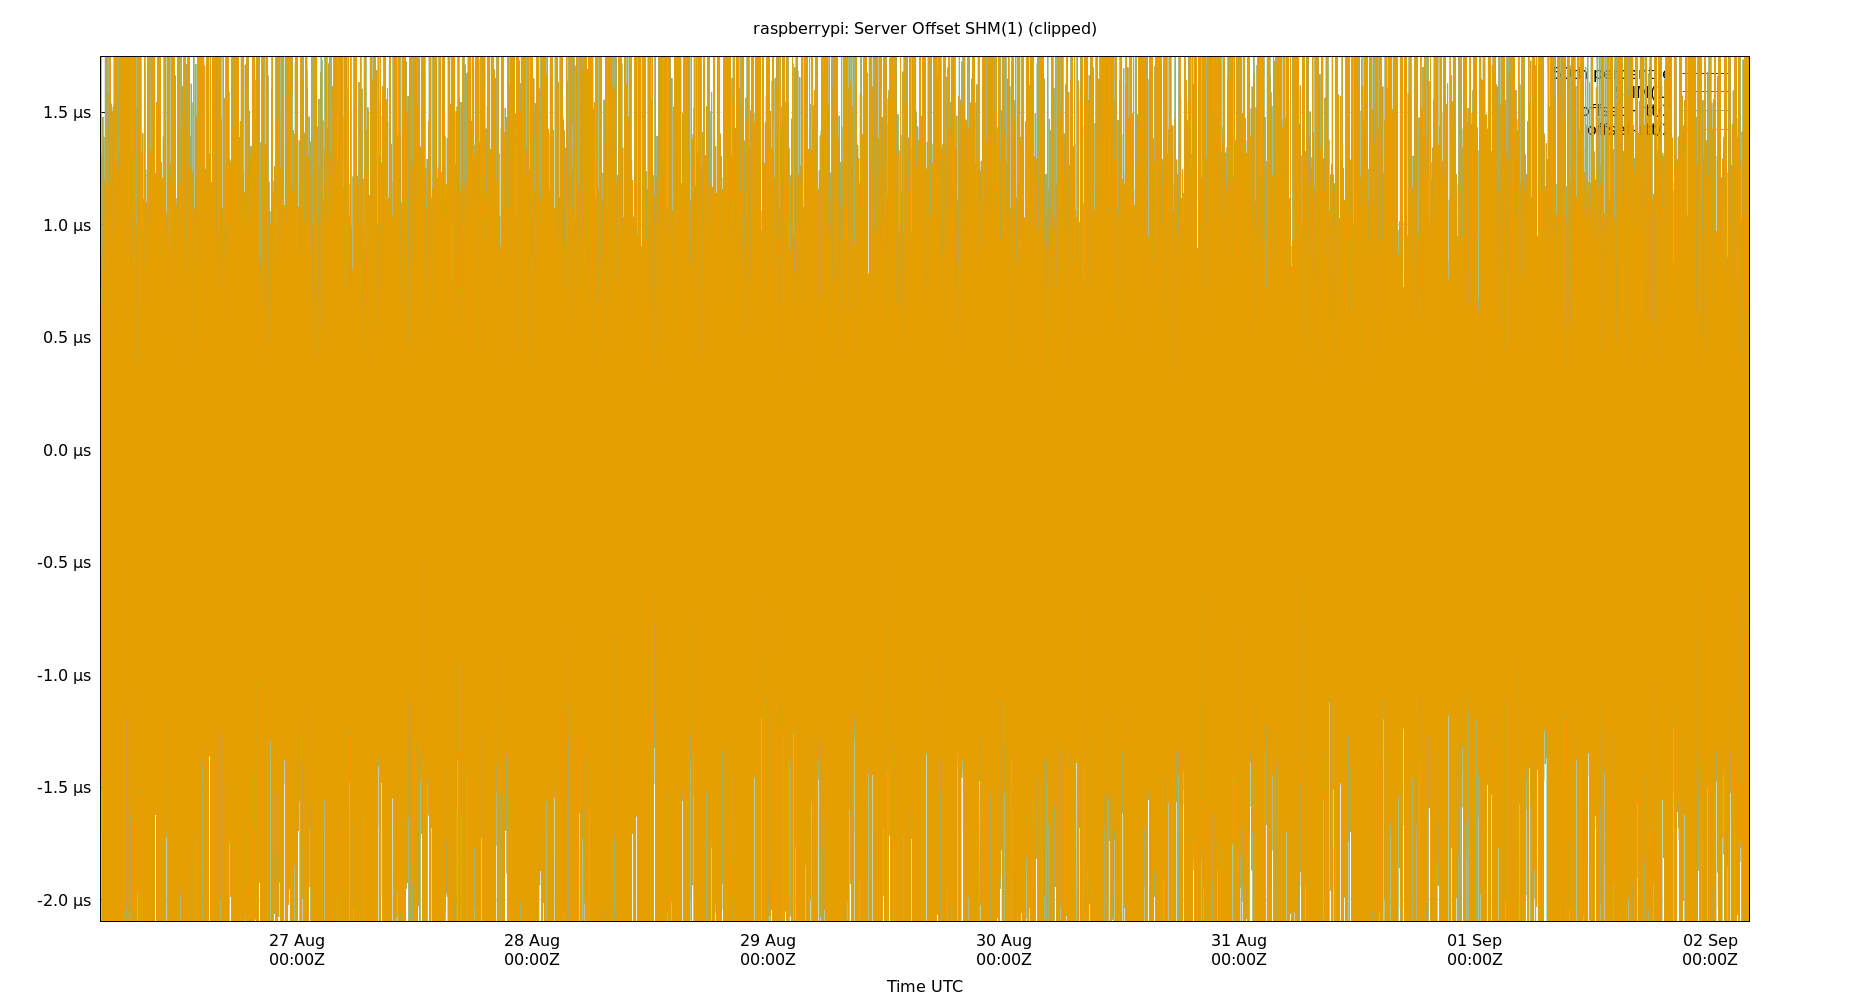 raspberrypi: Server Offset SHM(1) (clipped)
1.5 µs
1.0 µs
0.5 µs
0.0 µs
-0.5 µs
-1.0 µs
-1.5 µs
-2.0 µs
27 Aug 28 Aug 29 Aug 30 Aug 31 Aug 01 Sep 02 Sep
00:00Z 00:00Z 00:00Z 00:00Z 00:00Z 00:00Z 00:00Z
Time UTC